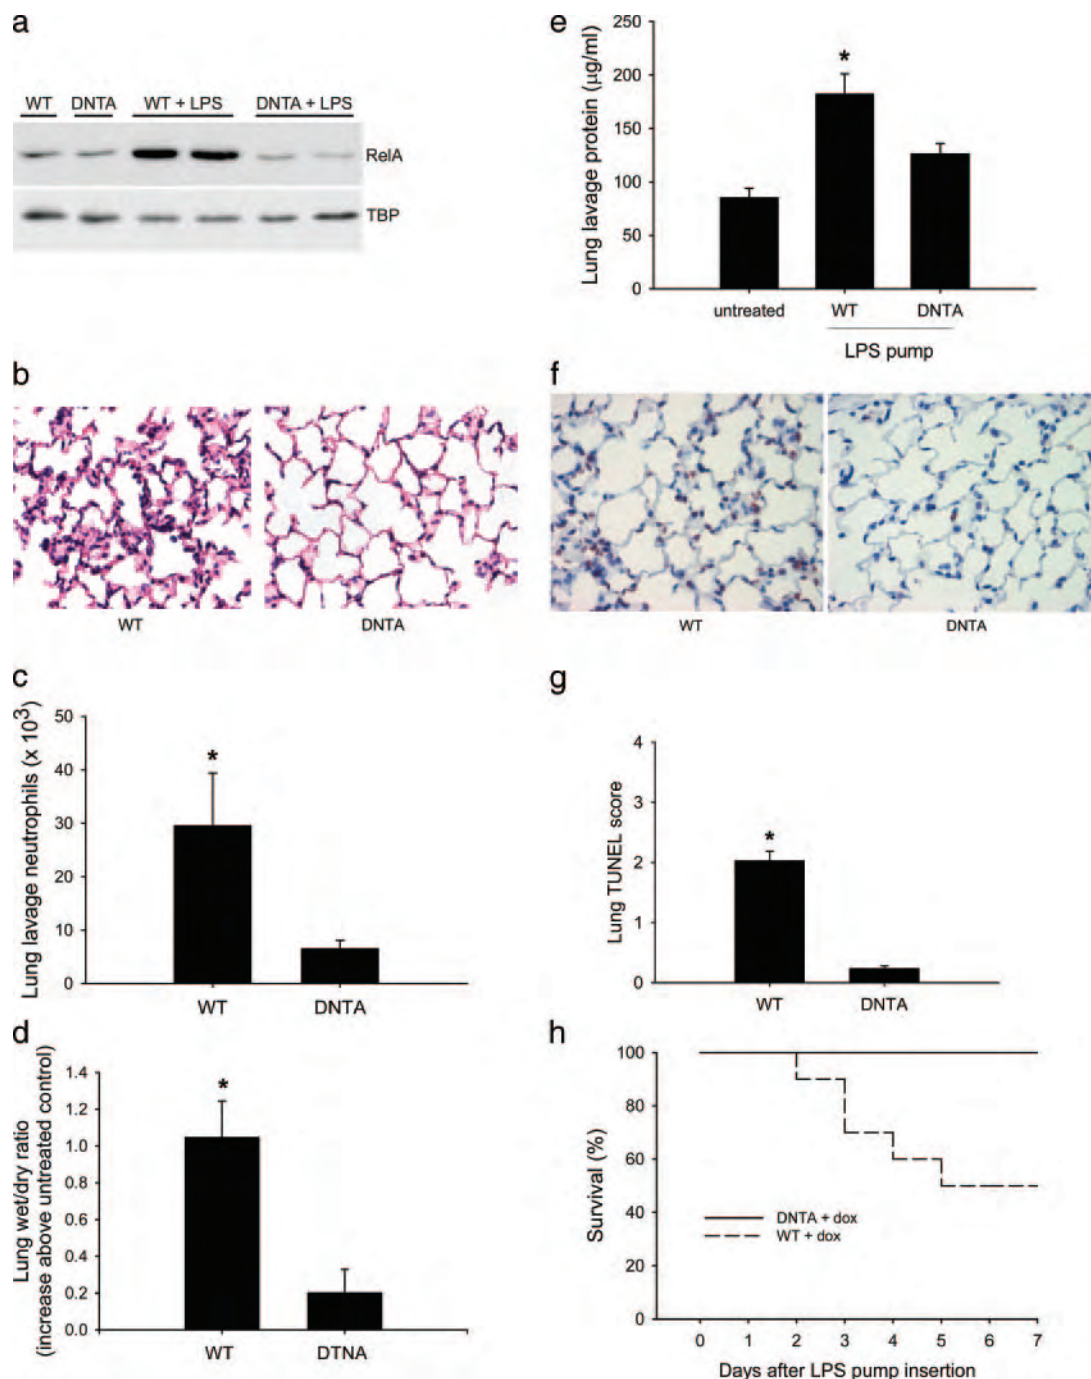 a
WT DNTA WT + LPS DNTA + LPS
RelA
TBP
b
WT DNTA
c
Lung lavage neutrophils (x 10³)
50
40
30
20
10
0
*
WT DNTA
d
Lung wet/dry ratio
(increase above untreated control)
1.4
1.2
1.0
0.8
0.6
0.4
0.2
0.0
*
WT DTNA
e
Lung lavage protein (µg/ml)
250
200
150
100
50
0
*
untreated WT DNTA
LPS pump
f
WT DNTA
g
Lung TUNEL score
4
3
2
1
0
*
WT DNTA
h
Survival (%)
100
80
60
40
20
0
DNTA + dox
WT + dox
0 1 2 3 4 5 6 7
Days after LPS pump insertion